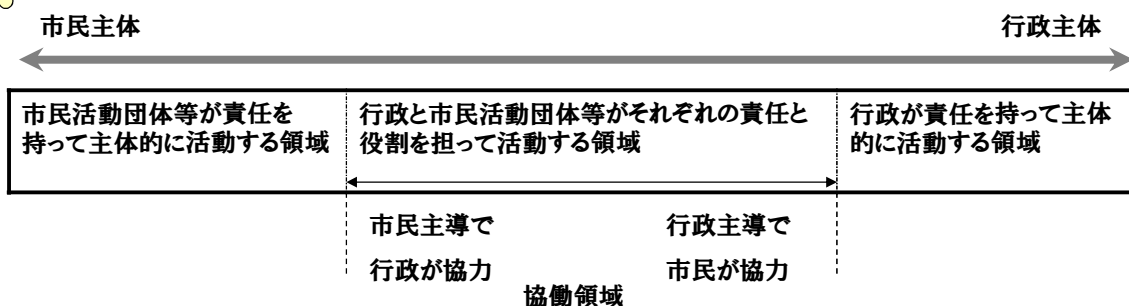 市民主体
行政主体
市民活動団体等が責任を
持って主体的に活動する領域
行政と市民活動団体等がそれぞれの責任と
役割を担って活動する領域
行政が責任を持って主体
的に活動する領域
市民主導で
行政が協力
行政主導で
市民が協力
協働領域